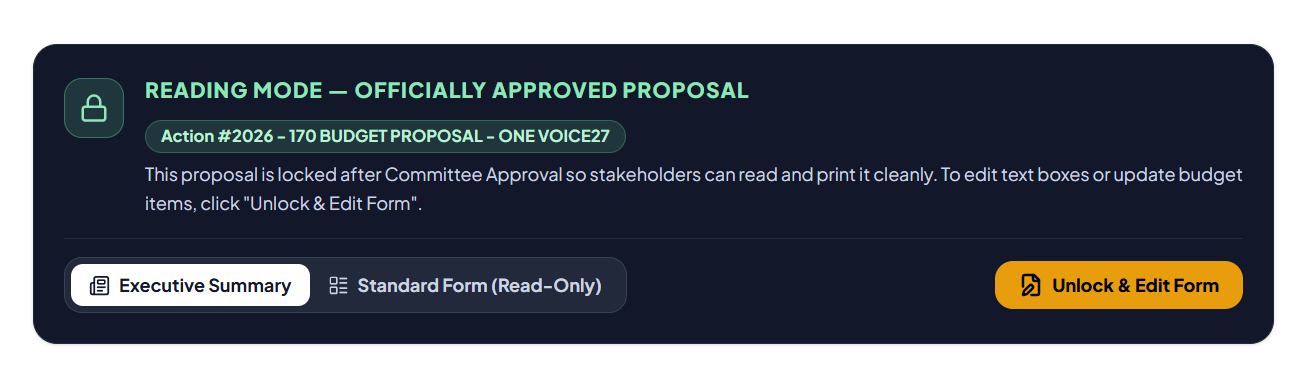 READING MODE — OFFICIALLY APPROVED PROPOSAL
Action #2026 - 170 BUDGET PROPOSAL - ONE VOICE27
This proposal is locked after Committee Approval so stakeholders can read and print it cleanly. To edit text boxes or update budget
items, click "Unlock & Edit Form".
Executive Summary
Standard Form (Read-Only)
Unlock & Edit Form